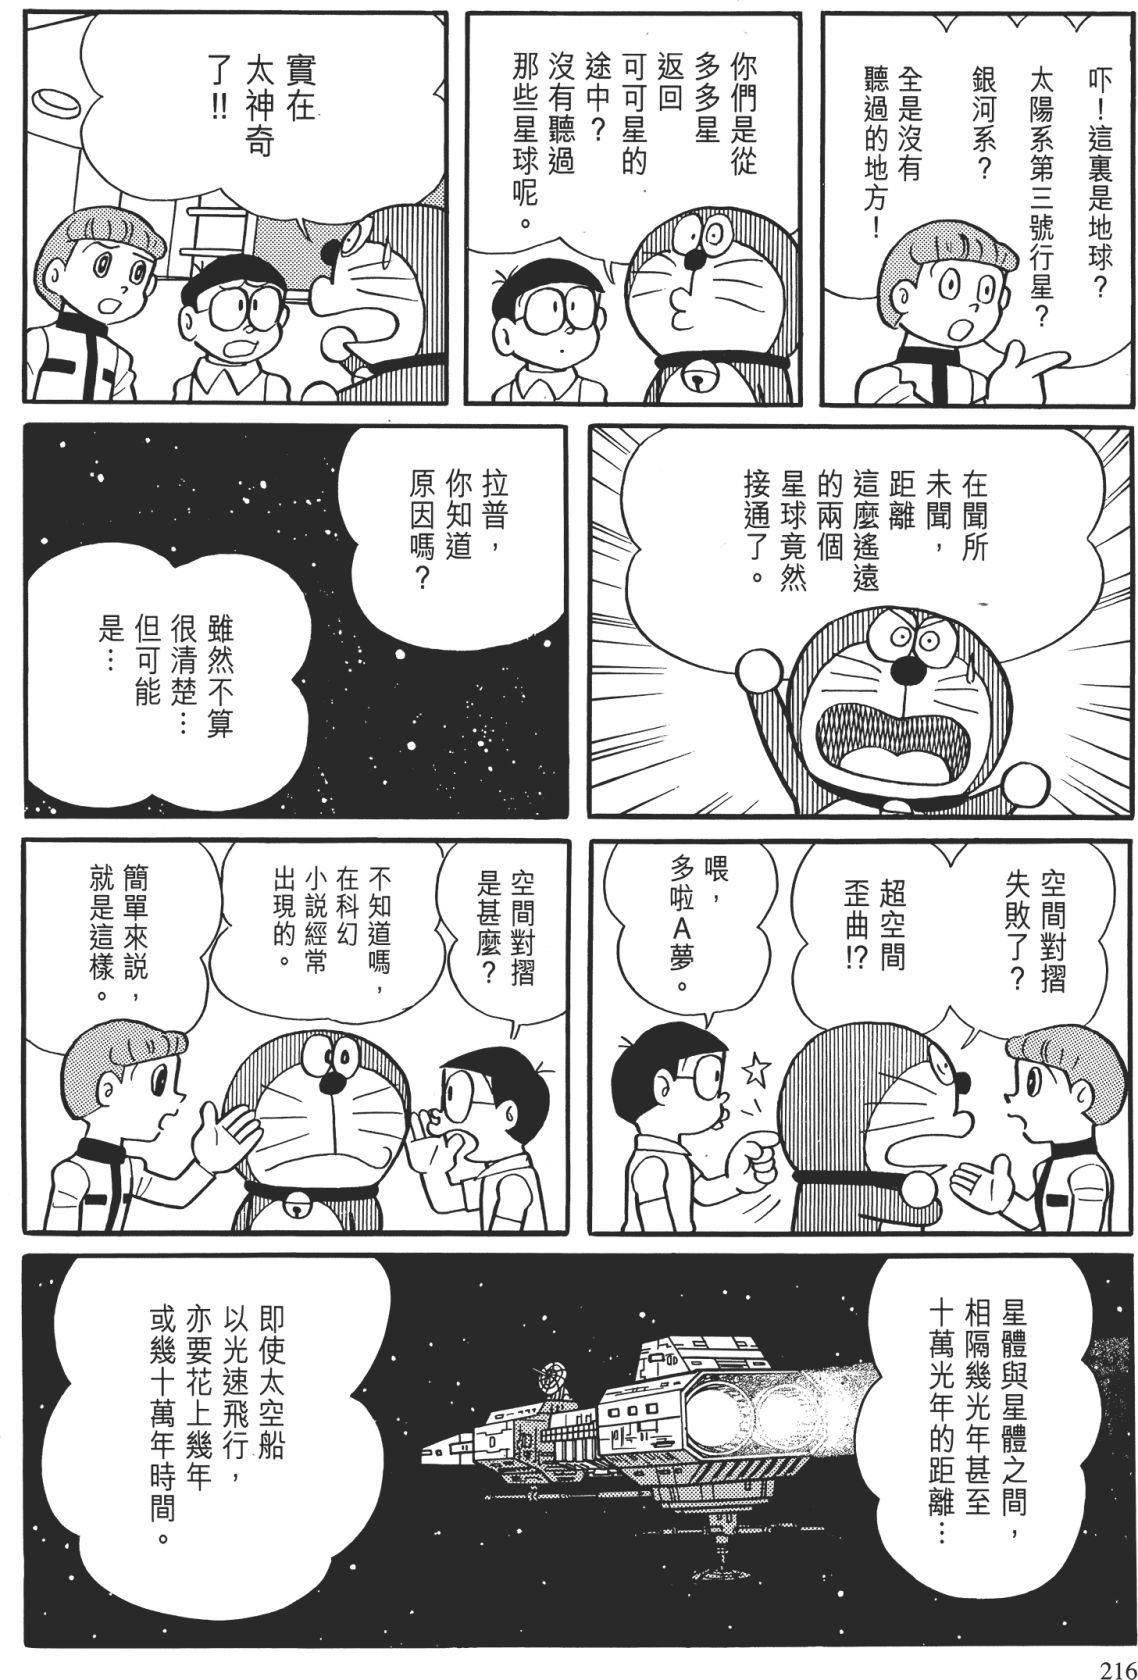 吓！這裏是地球？
太陽系第三號行星？
銀河系？
全是沒有
聽過的地方！
你們是從
多多星
返回
可可星的
途中？
沒有聽過
那些星球呢。
實在
太神奇
了!!
在聞所
未聞，
距離
這麼遙遠
的兩個
星球竟然
接通了。
拉普，
你知道
原因嗎？
雖然不算
很清楚…
但可能
是…
空間對摺
失敗了？
超空間
歪曲!?
喂，
多啦A夢。
空間對摺
是甚麼？
不知道嗎，
在科幻
小說經常
出現的。
簡單來說，
就是這樣。
星體與星體之間，
相隔幾光年甚至
十萬光年的距離…
即使太空船
以光速飛行，
亦要花上幾年
或幾十萬年時間。
216